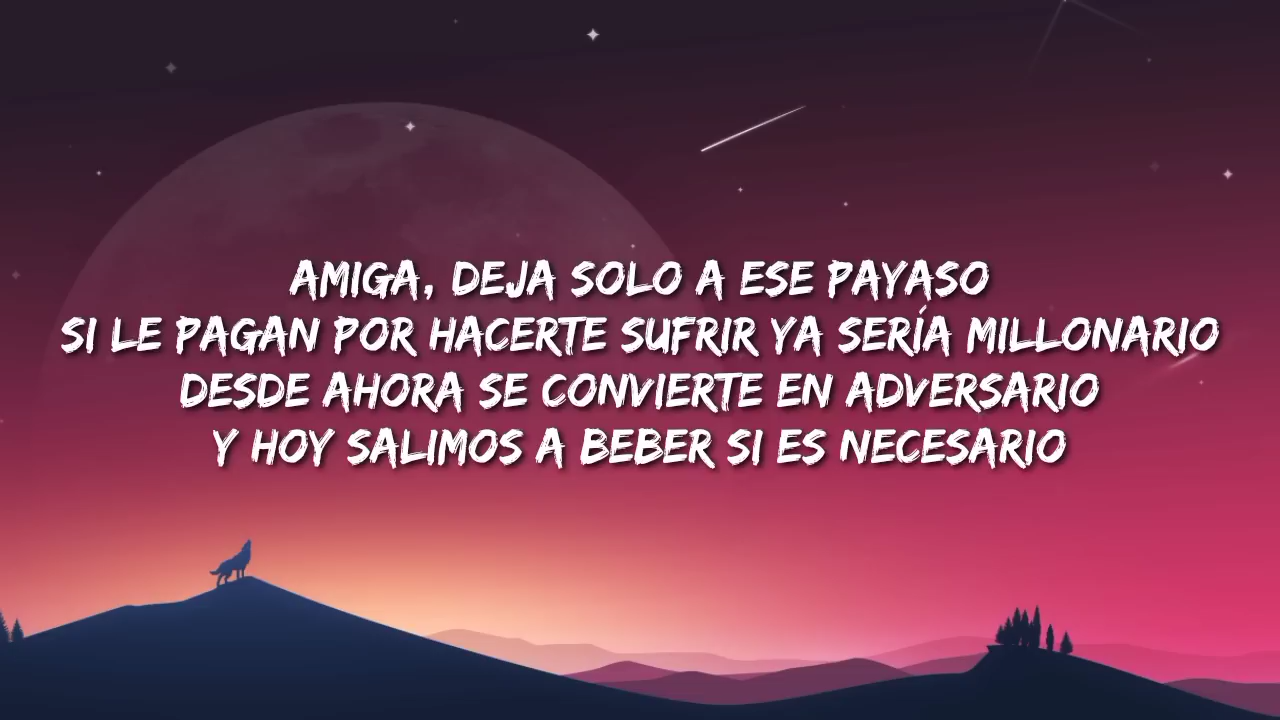 AMIGA, DEJA SOLO A ESE PAYASO
SI LE PAGAN POR HACERTE SUFRIR YA SERÍA MILLONARIO
DESDE AHORA SE CONVIERTE EN ADVERSARIO
Y HOY SALIMOS A BEBER SI ES NECESARIO